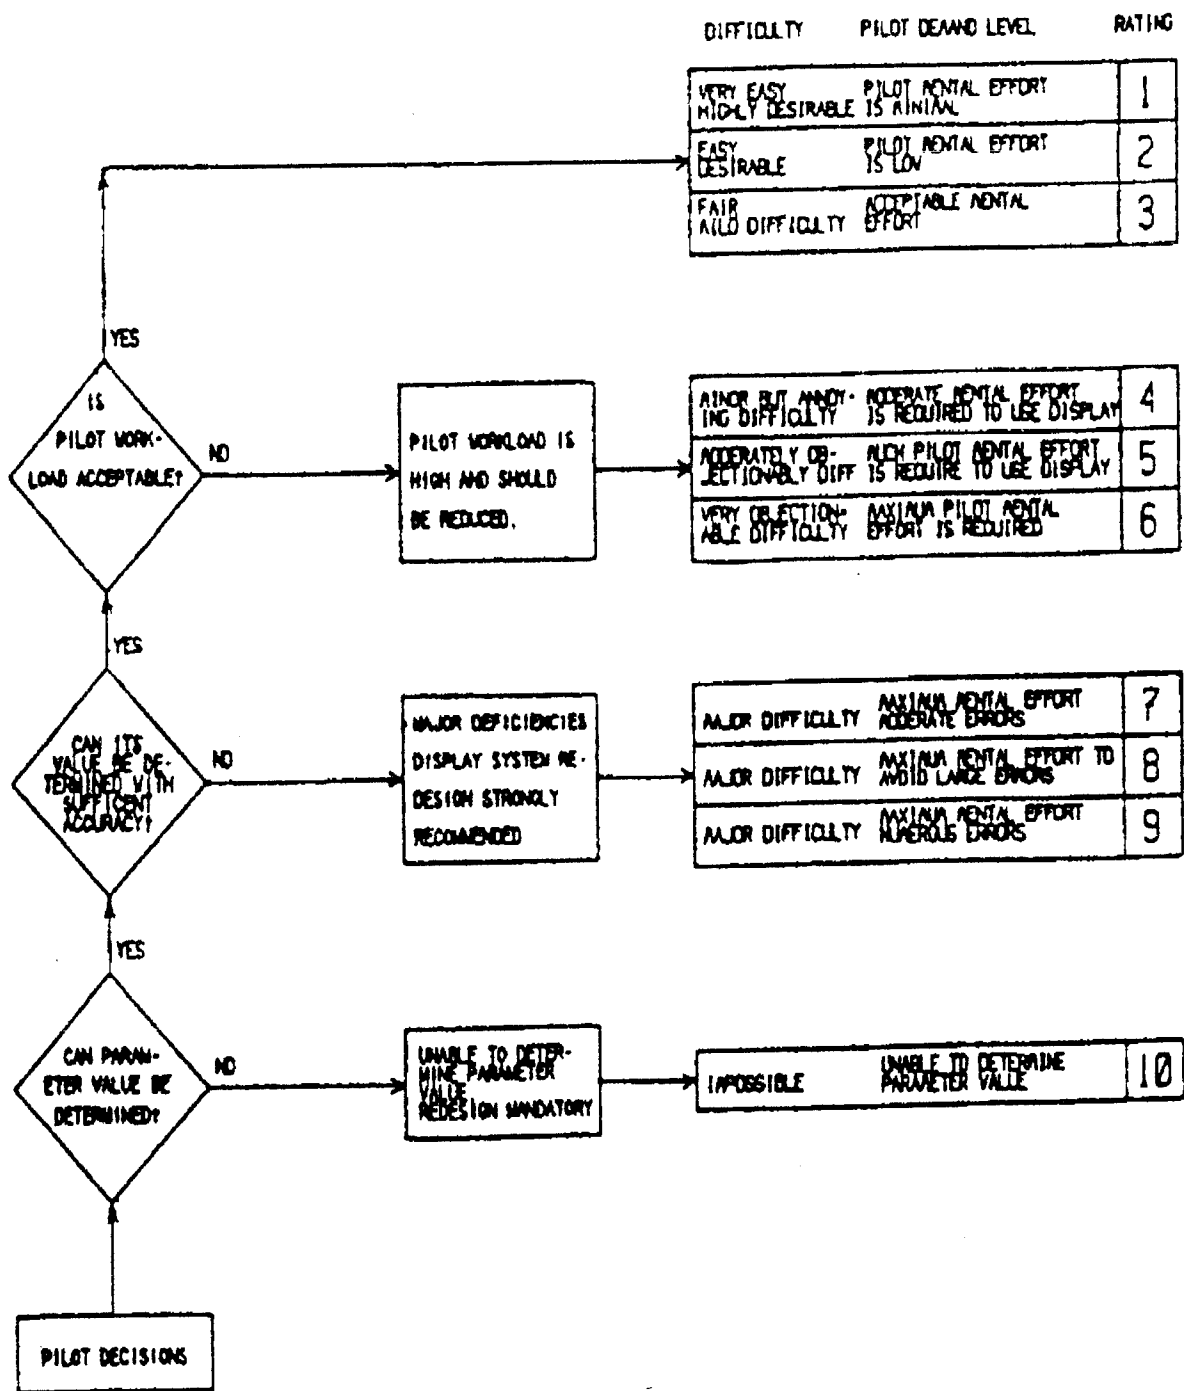 DIFFICULTY PILOT DEMAND LEVEL RATING
VERY EASY PILOT MENTAL EFFORT 1
HIGHLY DESIRABLE IS MINIMAL
EASY PILOT MENTAL EFFORT 2
DESIRABLE IS LOW
FAIR ACCEPTABLE MENTAL 3
MILD DIFFICULTY EFFORT
YES
IS
PILOT WORK-
LOAD ACCEPTABLE?
NO
PILOT WORKLOAD IS
HIGH AND SHOULD
BE REDUCED.
MINOR BUT ANNOY- MODERATE MENTAL EFFORT 4
ING DIFFICULTY IS REQUIRED TO USE DISPLAY
MODERATELY OB- MUCH PILOT MENTAL EFFORT 5
JECTIONABLY DIFF IS REQUIRE TO USE DISPLAY
VERY OBJECTION- MAXIMUM PILOT MENTAL 6
ABLE DIFFICULTY EFFORT IS REQUIRED
YES
CAN ITS
VALUE BE DE-
TERMINED WITH
SUFFICENT
ACCURACY?
NO
MAJOR DEFICIENCIES
DISPLAY SYSTEM RE-
DESIGN STRONGLY
RECOMMENDED
MAJOR DIFFICULTY MAXIMUM MENTAL EFFORT 7
MODERATE ERRORS
MAJOR DIFFICULTY MAXIMUM MENTAL EFFORT TO 8
AVOID LARGE ERRORS
MAJOR DIFFICULTY MAXIMUM MENTAL EFFORT 9
NUMEROUS ERRORS
YES
CAN PARAM-
ETER VALUE BE
DETERMINED?
NO
UNABLE TO DETER-
MINE PARAMETER
VALUE
REDESIGN MANDATORY
IMPOSSIBLE UNABLE TO DETERMINE 10
PARAMETER VALUE
PILOT DECISIONS